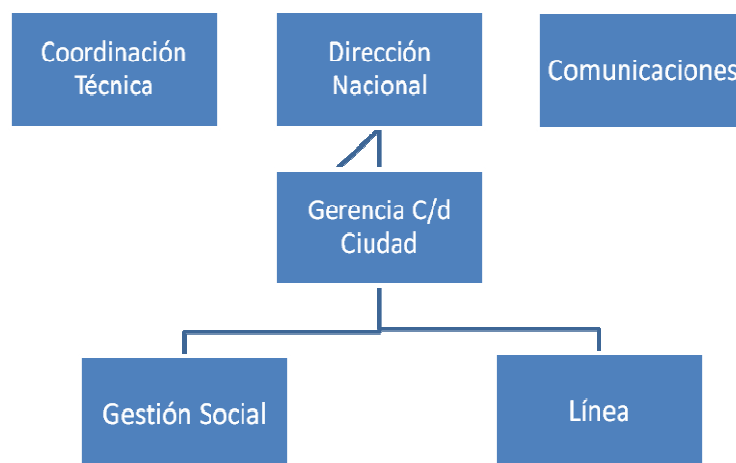 Coordinación
Técnica
Dirección
Nacional
Comunicaciones
Gerencia C/d
Ciudad
Gestión Social
Línea